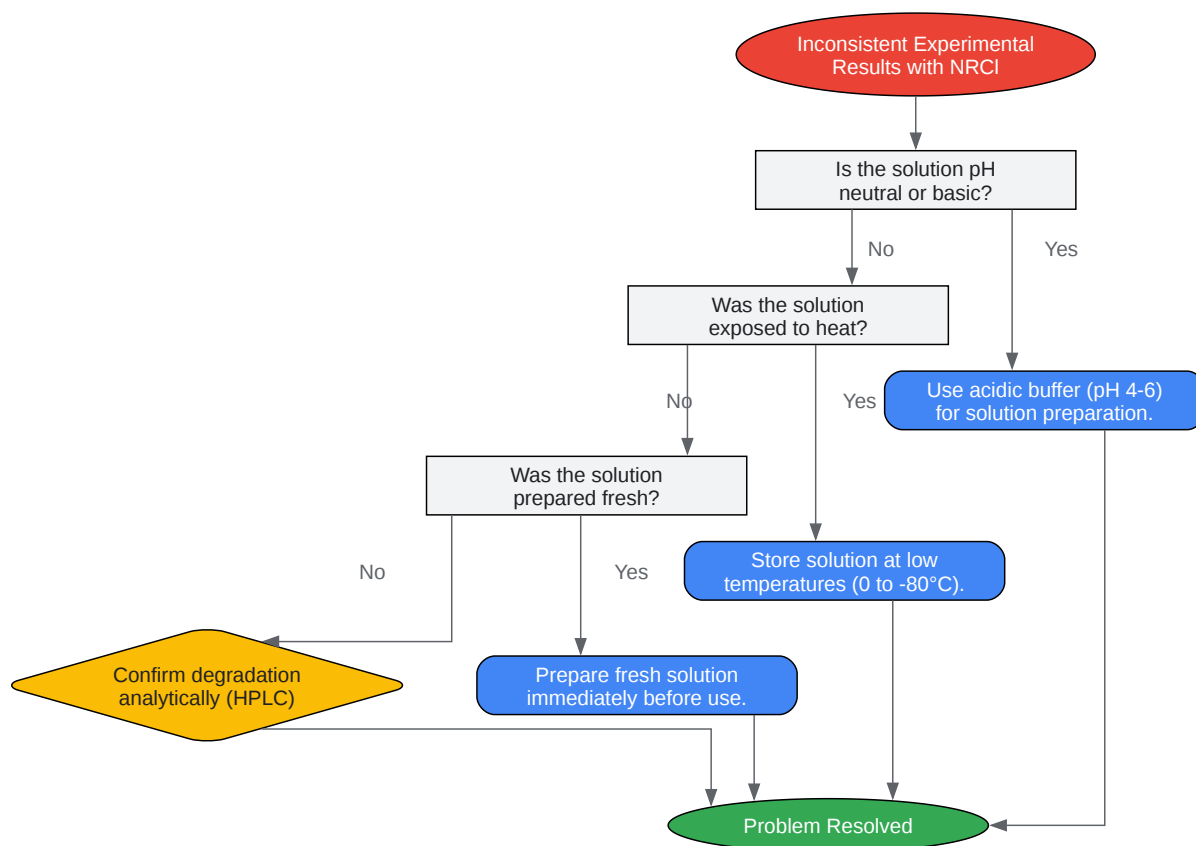 Inconsistent Experimental
Results with NRCl
Is the solution pH
neutral or basic?
No
Yes
Was the solution
exposed to heat?
No
Yes
Use acidic buffer (pH 4-6)
for solution preparation.
Was the solution
prepared fresh?
No
Yes
Store solution at low
temperatures (0 to -80°C).
Confirm degradation
analytically (HPLC)
Prepare fresh solution
immediately before use.
Problem Resolved